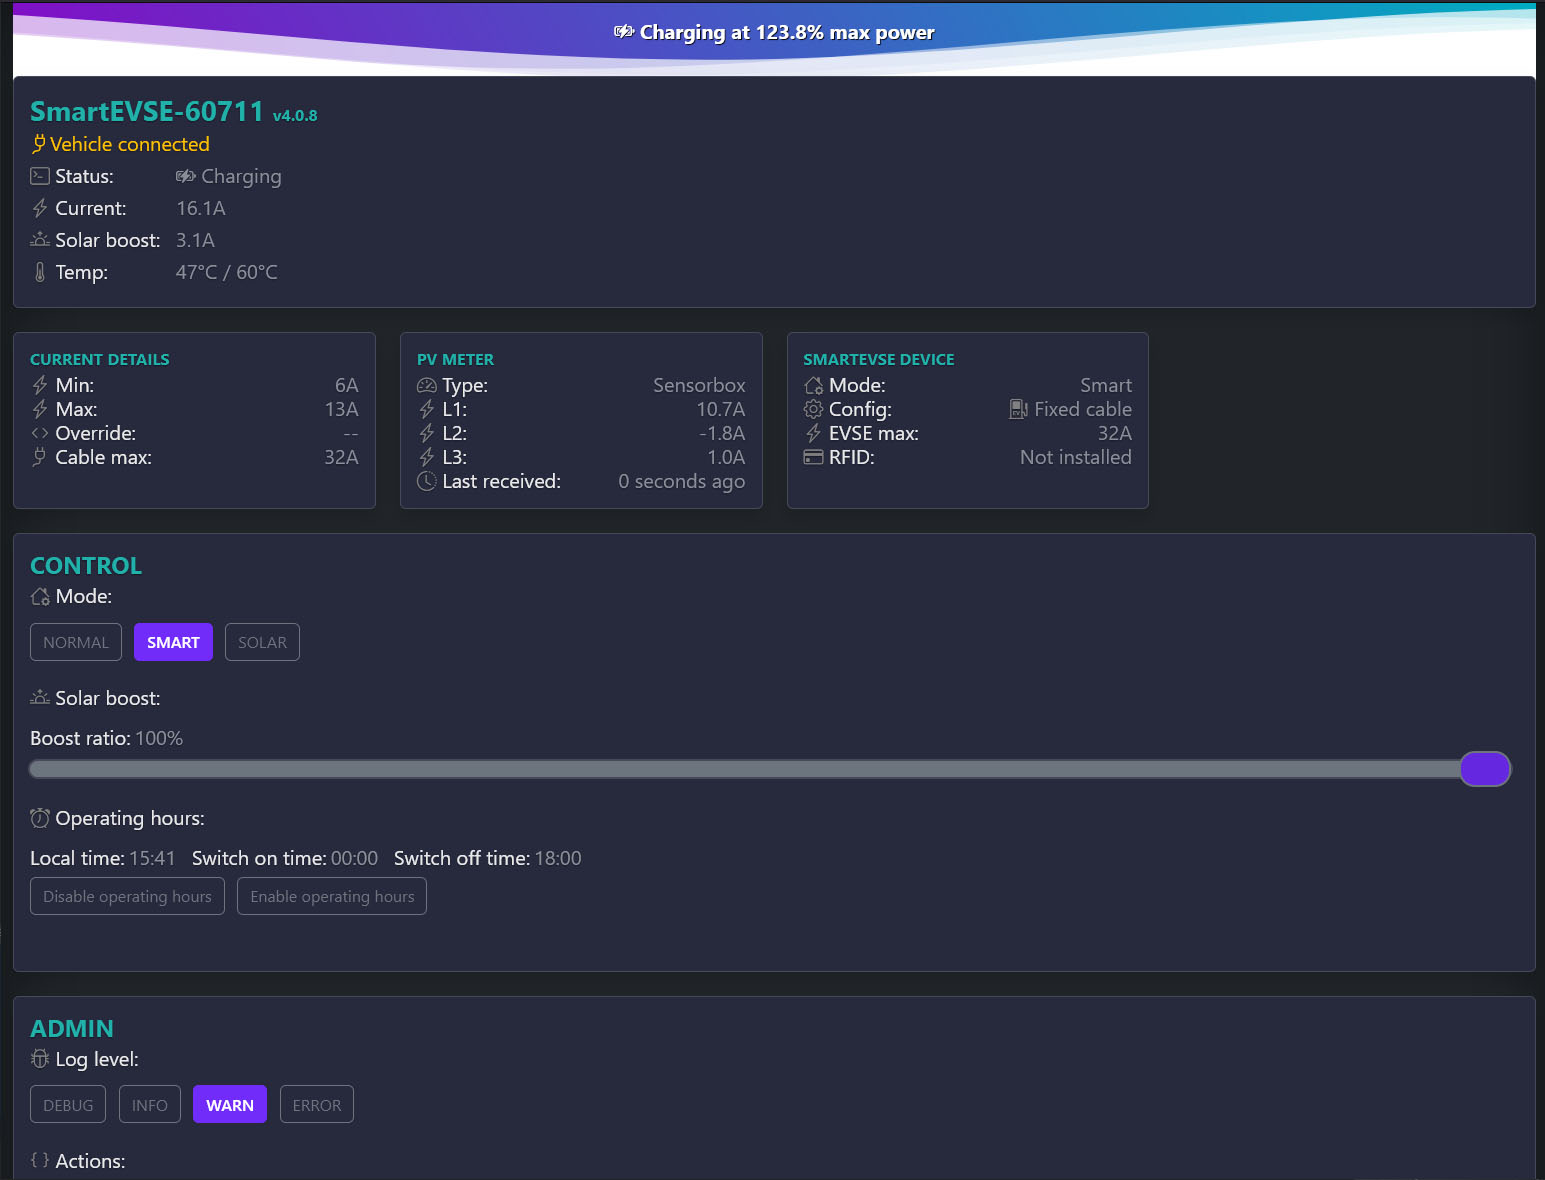 Charging at 123.8% max power
SmartEVSE-60711 v4.0.8
Vehicle connected
Status: Charging
Current: 16.1A
Solar boost: 3.1A
Temp: 47°C / 60°C
CURRENT DETAILS
Min: 6A
Max: 13A
Override: --
Cable max: 32A
PV METER
Type: Sensorbox
L1: 10.7A
L2: -1.8A
L3: 1.0A
Last received: 0 seconds ago
SMARTEVSE DEVICE
Mode: Smart
Config: Fixed cable
EVSE max: 32A
RFID: Not installed
CONTROL
Mode:
NORMAL SMART SOLAR
Solar boost:
Boost ratio: 100%
Operating hours:
Local time: 15:41 Switch on time: 00:00 Switch off time: 18:00
Disable operating hours Enable operating hours
ADMIN
Log level:
DEBUG INFO WARN ERROR
Actions: